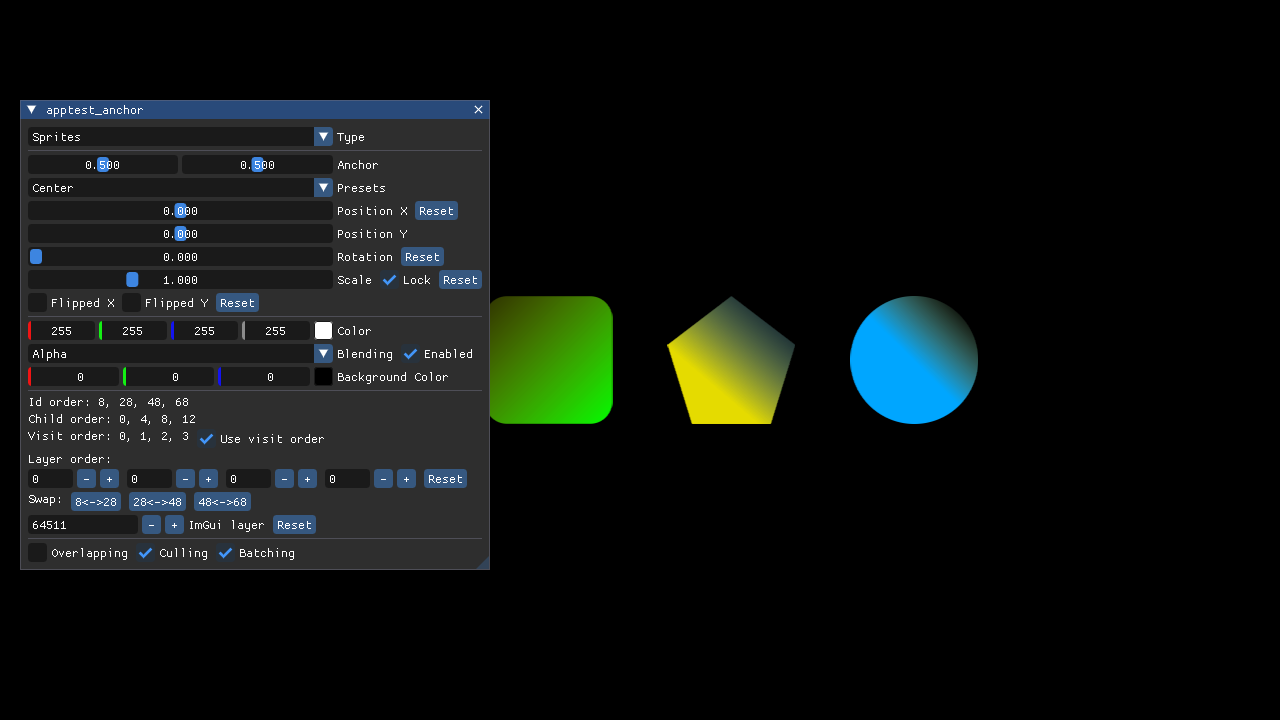 apptest_anchor
Sprites Type
0.500 0.500 Anchor
Center Presets
0.000 Position X Reset
0.000 Position Y
0.000 Rotation Reset
1.000 Scale Lock Reset
Flipped X Flipped Y Reset
255 255 255 255 Color
Alpha Blending Enabled
0 0 0 Background Color
Id order: 8, 28, 48, 68
Child order: 0, 4, 8, 12
Visit order: 0, 1, 2, 3 Use visit order
Layer order:
0 - + 0 - + 0 - + 0 - + Reset
Swap: 8<->28 28<->48 48<->68
64511 - + ImGui layer Reset
Overlapping Culling Batching